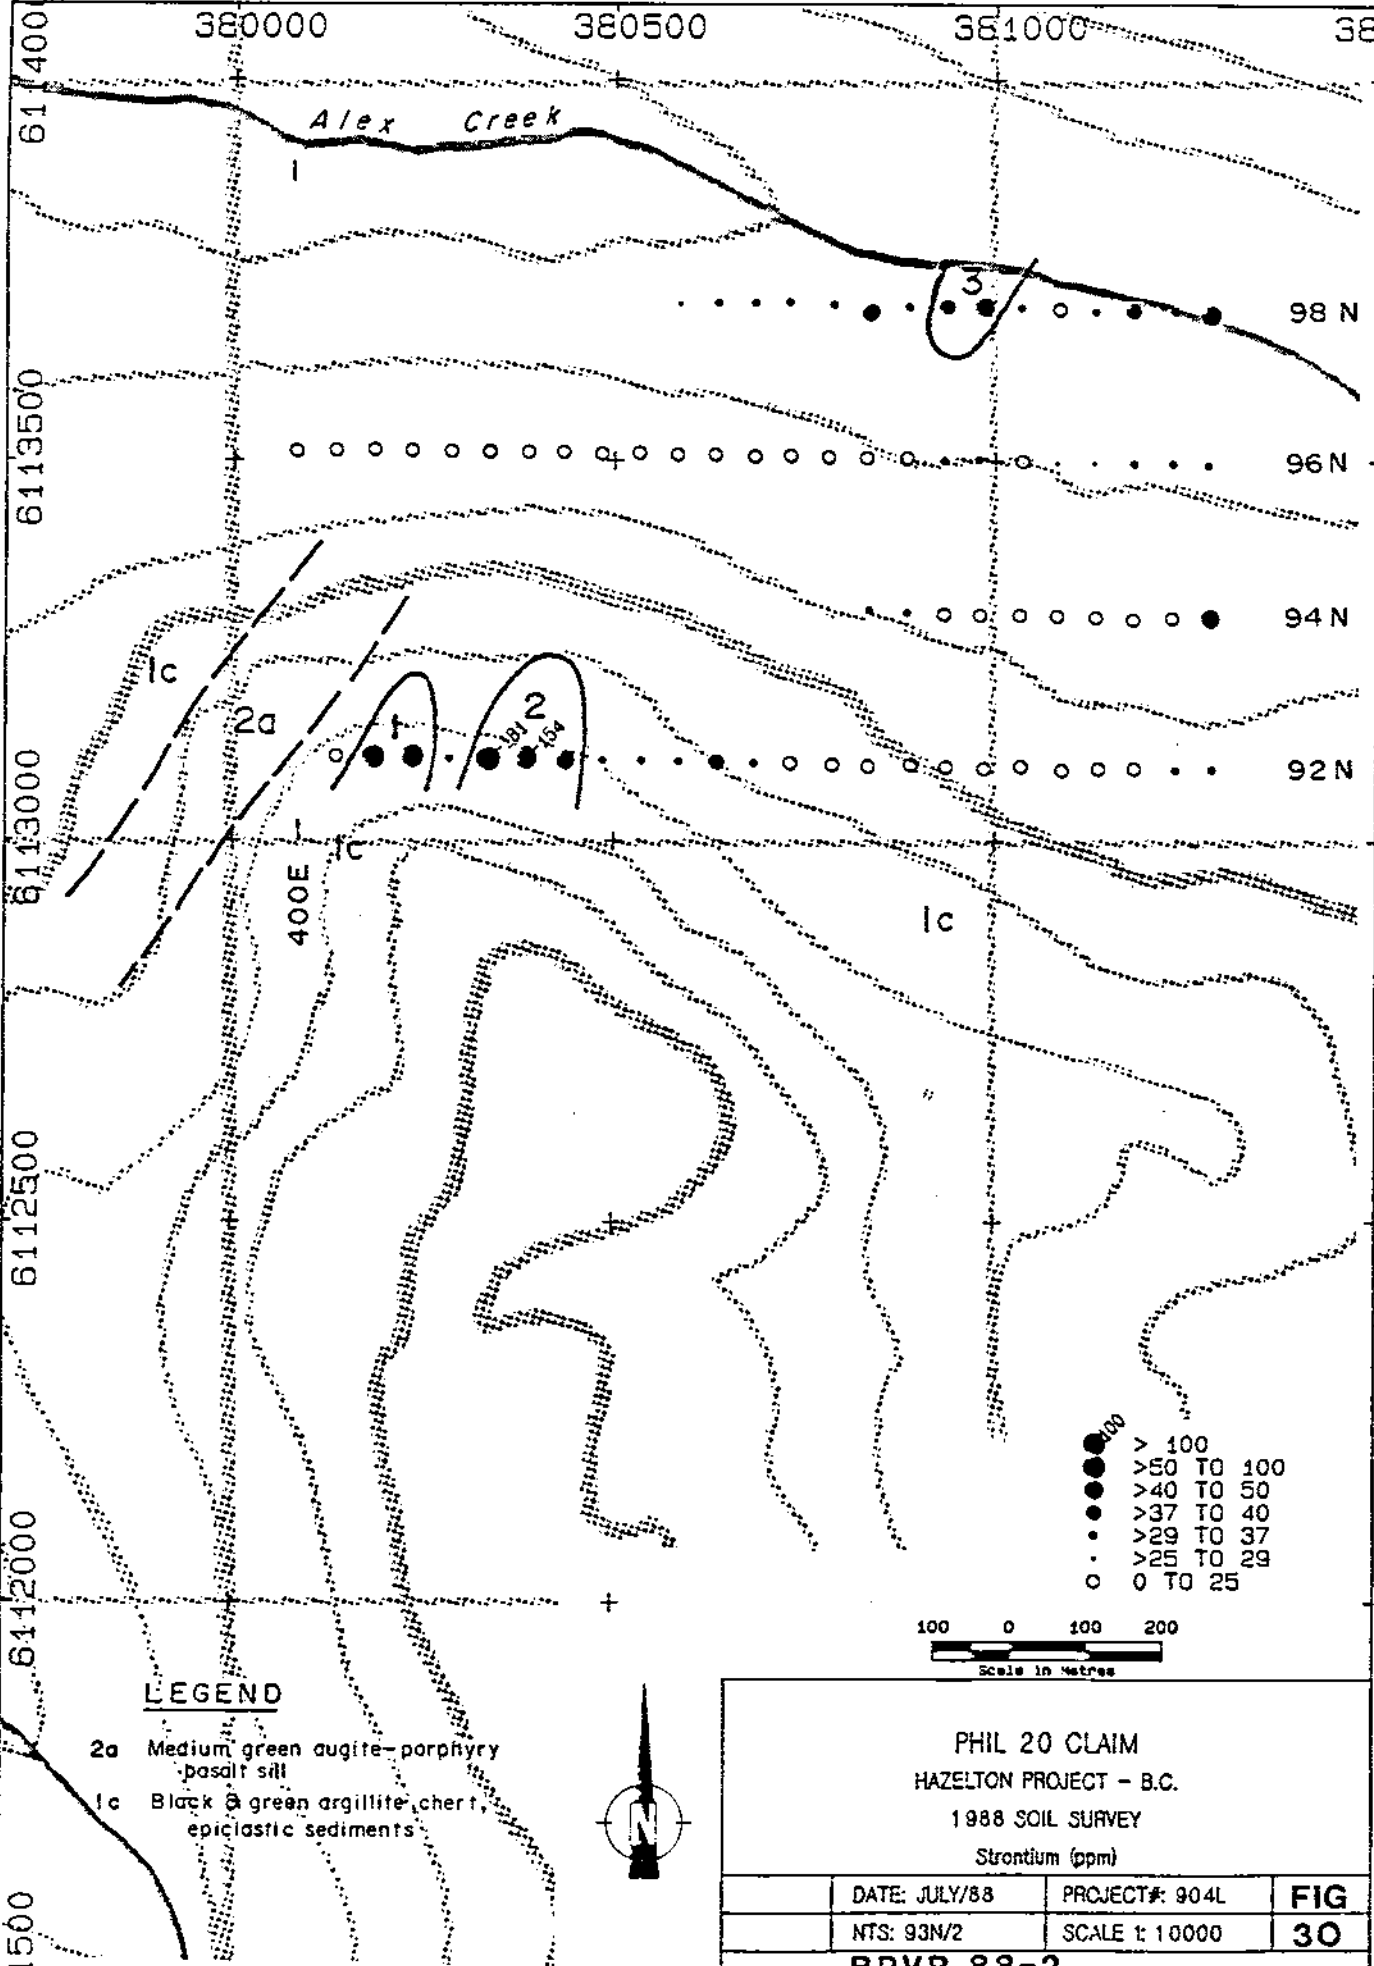 380000 380500 381000 38
611400
Alex Creek
1
3
98 N
6113500
96 N
94 N
1c
2a
1
2
181 154
92 N
6113000
1c
400E
1c
6112500
100
> 100
>50 TO 100
>40 TO 50
>37 TO 40
>29 TO 37
>25 TO 29
0 TO 25
6112000
100 0 100 200
Scale in Metres
LEGEND
2a Medium green augite-porphyry
basalt sill
1c Black & green argillite, chert,
epiclastic sediments
N
PHIL 20 CLAIM
HAZELTON PROJECT - B.C.
1988 SOIL SURVEY
Strontium (ppm)
DATE: JULY/88 PROJECT#: 904L FIG
NTS: 93N/2 SCALE 1: 10000 30
1500